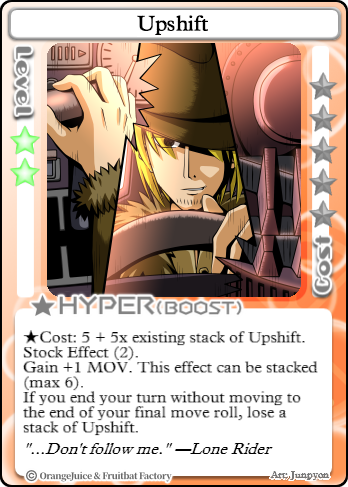 Upshift
Level
Cost
★HYPER(BOOST)
★Cost: 5 + 5x existing stack of Upshift.
Stock Effect (2).
Gain +1 MOV. This effect can be stacked
(max 6).
If you end your turn without moving to
the end of your final move roll, lose a
stack of Upshift.
"...Don't follow me." —Lone Rider
© OrangeJuice & Fruitbat Factory
Art: Junpyon